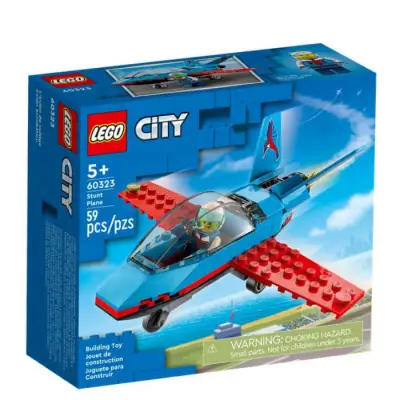 LEGO CITY
5+
60323
Stunt
Plane
59
pcs/pzs
Building Toy
Jouet de
construction
Juguete para
Construir
WARNING: CHOKING HAZARD.
Small parts. Not for children under 3 years.
LEGO
60323